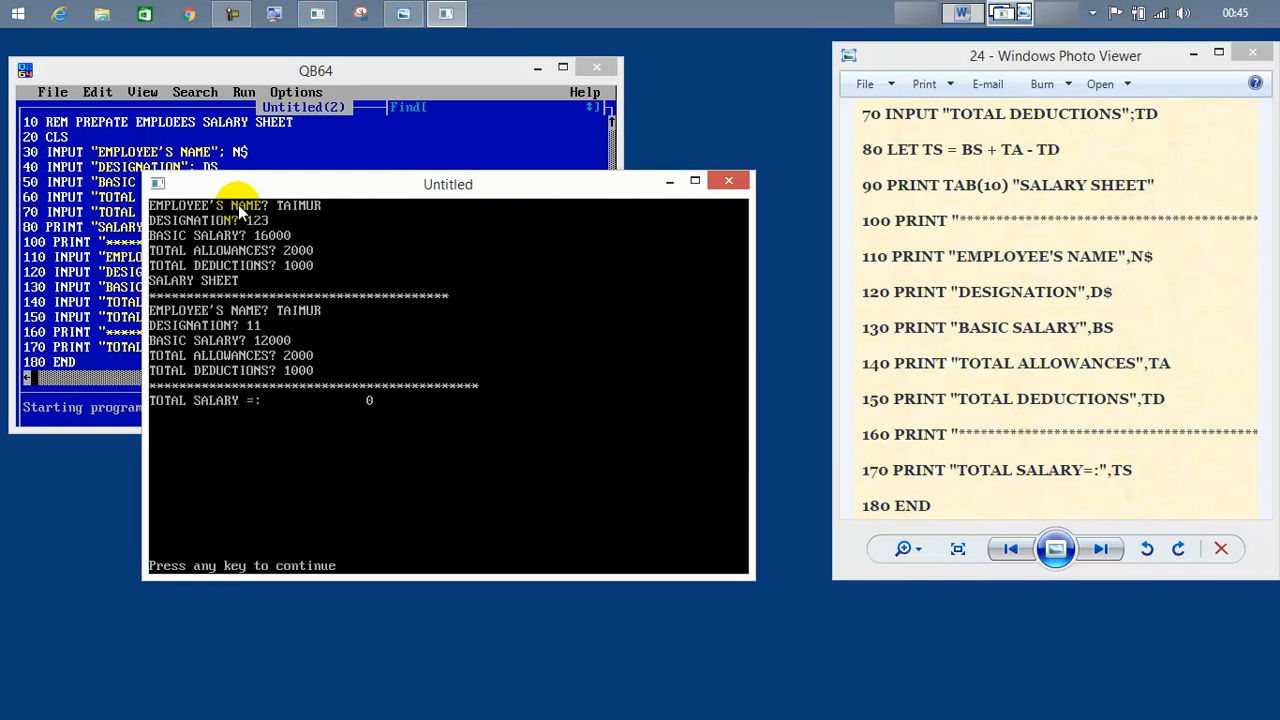 00:45
QB64
File Edit View Search Run Options Help
Untitled(2) Find[ ]
10 REM PREPATE EMPLOEES SALARY SHEET
20 CLS
30 INPUT "EMPLOYEE'S NAME"; N$
40 INPUT "DESIGNATION"; D$
50 INPUT "BASIC
60 INPUT "TOTAL
70 INPUT "TOTAL
80 PRINT "SALARY
100 PRINT "****
110 INPUT "EMPLO
120 INPUT "DESIG
130 INPUT "BASIC
140 INPUT "TOTAL
150 INPUT "TOTAL
160 PRINT "****
170 PRINT "TOTAL
180 END
Starting program
Untitled
EMPLOYEE'S NAME? TAIMUR
DESIGNATION? 123
BASIC SALARY? 16000
TOTAL ALLOWANCES? 2000
TOTAL DEDUCTIONS? 1000
SALARY SHEET
****************************************
EMPLOYEE'S NAME? TAIMUR
DESIGNATION? 11
BASIC SALARY? 12000
TOTAL ALLOWANCES? 2000
TOTAL DEDUCTIONS? 1000
********************************************
TOTAL SALARY =: 0
Press any key to continue
24 - Windows Photo Viewer
File Print E-mail Burn Open
70 INPUT "TOTAL DEDUCTIONS";TD
80 LET TS = BS + TA - TD
90 PRINT TAB(10) "SALARY SHEET"
100 PRINT "****************************************
110 PRINT "EMPLOYEE'S NAME",N$
120 PRINT "DESIGNATION",D$
130 PRINT "BASIC SALARY",BS
140 PRINT "TOTAL ALLOWANCES",TA
150 PRINT "TOTAL DEDUCTIONS",TD
160 PRINT "****************************************
170 PRINT "TOTAL SALARY=:",TS
180 END